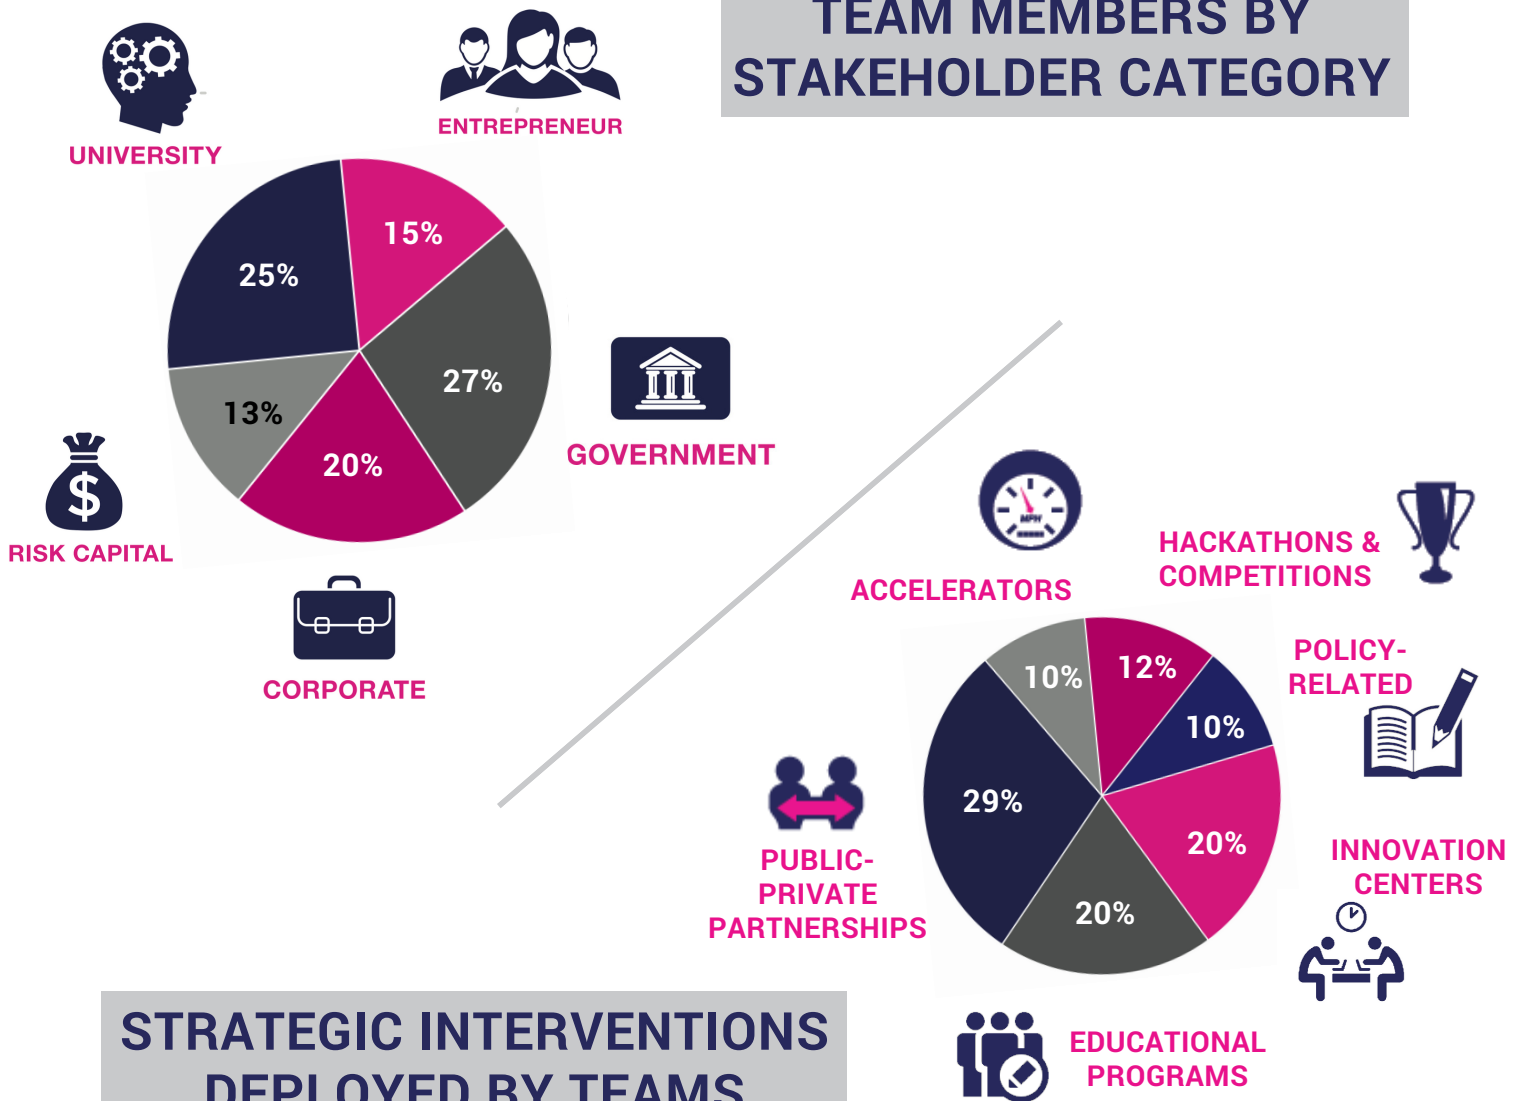 TEAM MEMBERS BY
STAKEHOLDER CATEGORY
UNIVERSITY
ENTREPRENEUR
15%
25%
27%
13%
20%
GOVERNMENT
$
RISK CAPITAL
CORPORATE
MPH
ACCELERATORS
HACKATHONS &
COMPETITIONS
POLICY-
RELATED
10%
12%
10%
29%
20%
20%
PUBLIC-
PRIVATE
PARTNERSHIPS
INNOVATION
CENTERS
EDUCATIONAL
PROGRAMS
STRATEGIC INTERVENTIONS
DEPLOYED BY TEAMS